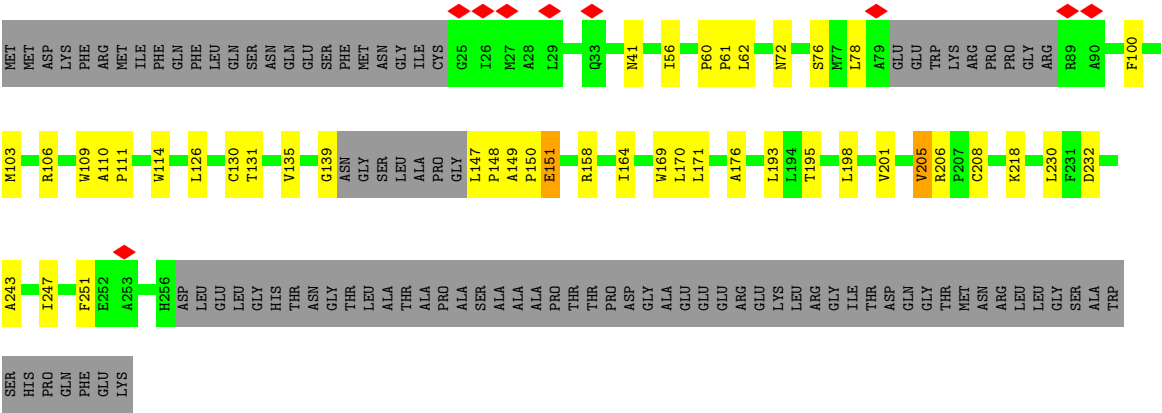 MET MET ASP LYS PHE ARG MET ILE PHE GLN PHE LEU GLN SER ASN GLN GLU SER PHE MET ASN GLY ILE CYS G25 I26 M27 A28 L29 Q33 N41 I56 P60 P61 L62 N72 S76 M77 L78 A79 GLU GLU TRP LYS ARG PRO PRO GLY ARG R89 A90 F100
M103 R106 W109 A110 P111 W114 L126 C130 T131 V135 G139 ASN GLY SER LEU ALA PRO GLY L147 P148 A149 P150 E151 R158 I164 W169 L170 L171 A176 L193 L194 T195 L198 V201 V205 R206 P207 C208 K218 L230 F231 D232
A243 I247 F251 E252 A253 H256 ASP LEU GLU LEU GLY HIS THR ASN GLY THR LEU ALA THR ALA PRO ALA SER ALA ALA ALA PRO THR THR PRO ASP GLY ALA GLU GLU GLU ARG GLU LYS LEU ARG GLY ILE THR ASP GLN GLY THR MET ASN ARG LEU LEU GLY SER ALA TRP
SER HIS PRO GLN PHE GLU LYS